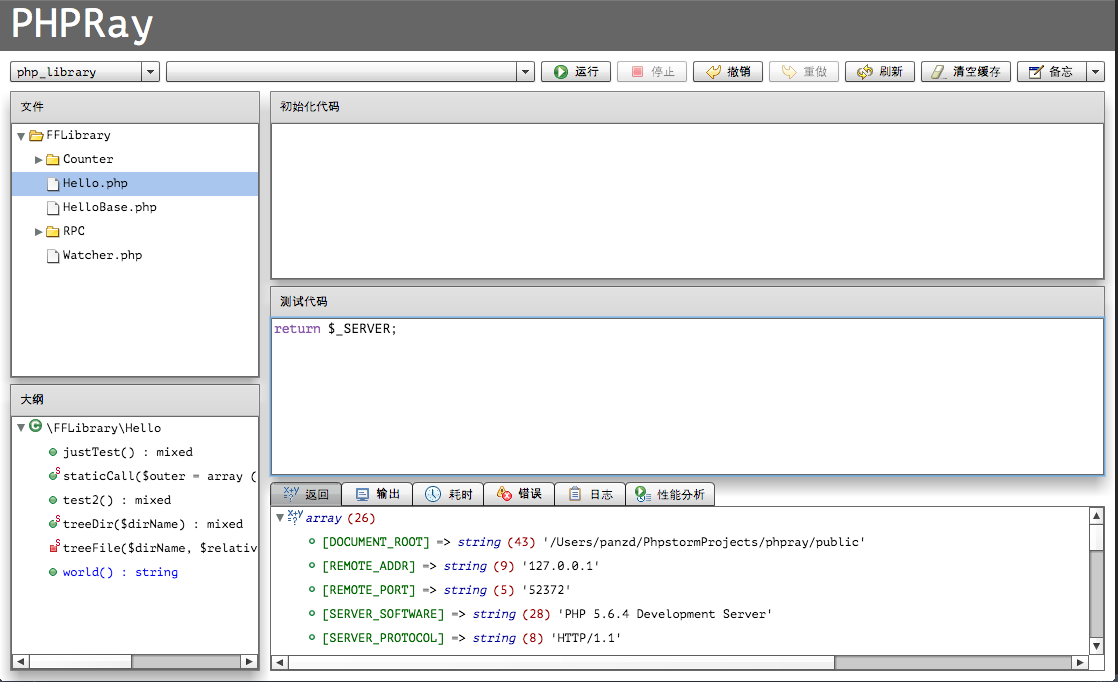 PHPRay
php_library
运行 停止 撤销 重做 刷新 清空缓存 备忘
文件
FFLibrary
Counter
Hello.php
HelloBase.php
RPC
Watcher.php
大纲
\FFLibrary\Hello
justTest() : mixed
staticCall($outer = array (
test2() : mixed
treeDir($dirName) : mixed
treeFile($dirName, $relativ
world() : string
初始化代码
测试代码
return $_SERVER;
返回 输出 耗时 错误 日志 性能分析
array (26)
[DOCUMENT_ROOT] => string (43) '/Users/panzd/PhpstormProjects/phpray/public'
[REMOTE_ADDR] => string (9) '127.0.0.1'
[REMOTE_PORT] => string (5) '52372'
[SERVER_SOFTWARE] => string (28) 'PHP 5.6.4 Development Server'
[SERVER_PROTOCOL] => string (8) 'HTTP/1.1'